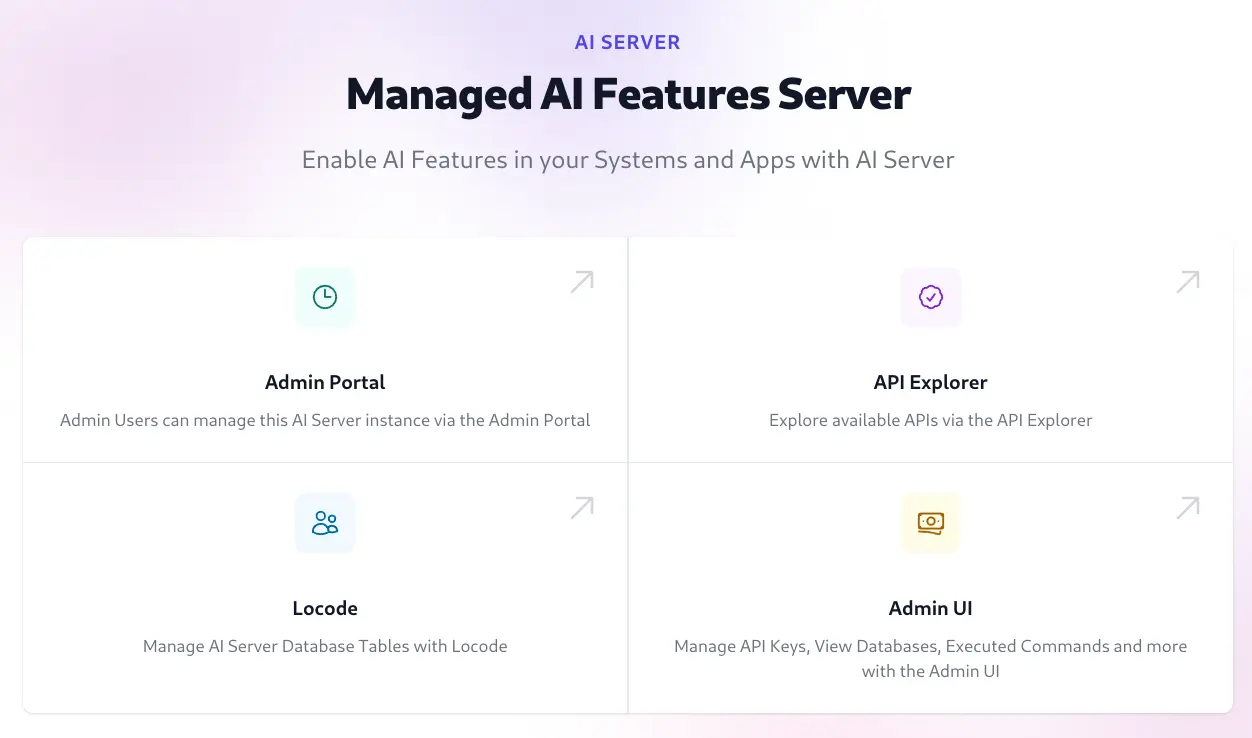 AI SERVER
Managed AI Features Server
Enable AI Features in your Systems and Apps with AI Server
Admin Portal
Admin Users can manage this AI Server instance via the Admin Portal
API Explorer
Explore available APIs via the API Explorer
Locode
Manage AI Server Database Tables with Locode
Admin UI
Manage API Keys, View Databases, Executed Commands and more
with the Admin UI